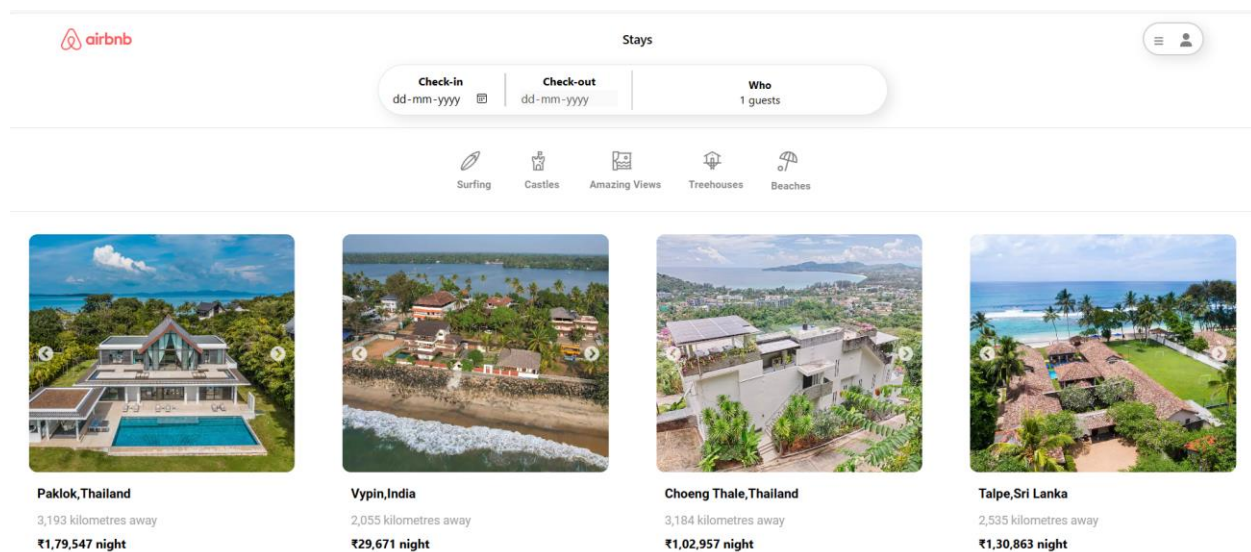 airbnb
Stays
Check-in
dd-mm-yyyy
Check-out
dd-mm-yyyy
Who
1 guests
Surfing
Castles
Amazing Views
Treehouses
Beaches
Paklok,Thailand
3,193 kilometres away
₹1,79,547 night
Vypin,India
2,055 kilometres away
₹29,671 night
Choeng Thale,Thailand
3,184 kilometres away
₹1,02,957 night
Talpe,Sri Lanka
2,535 kilometres away
₹1,30,863 night